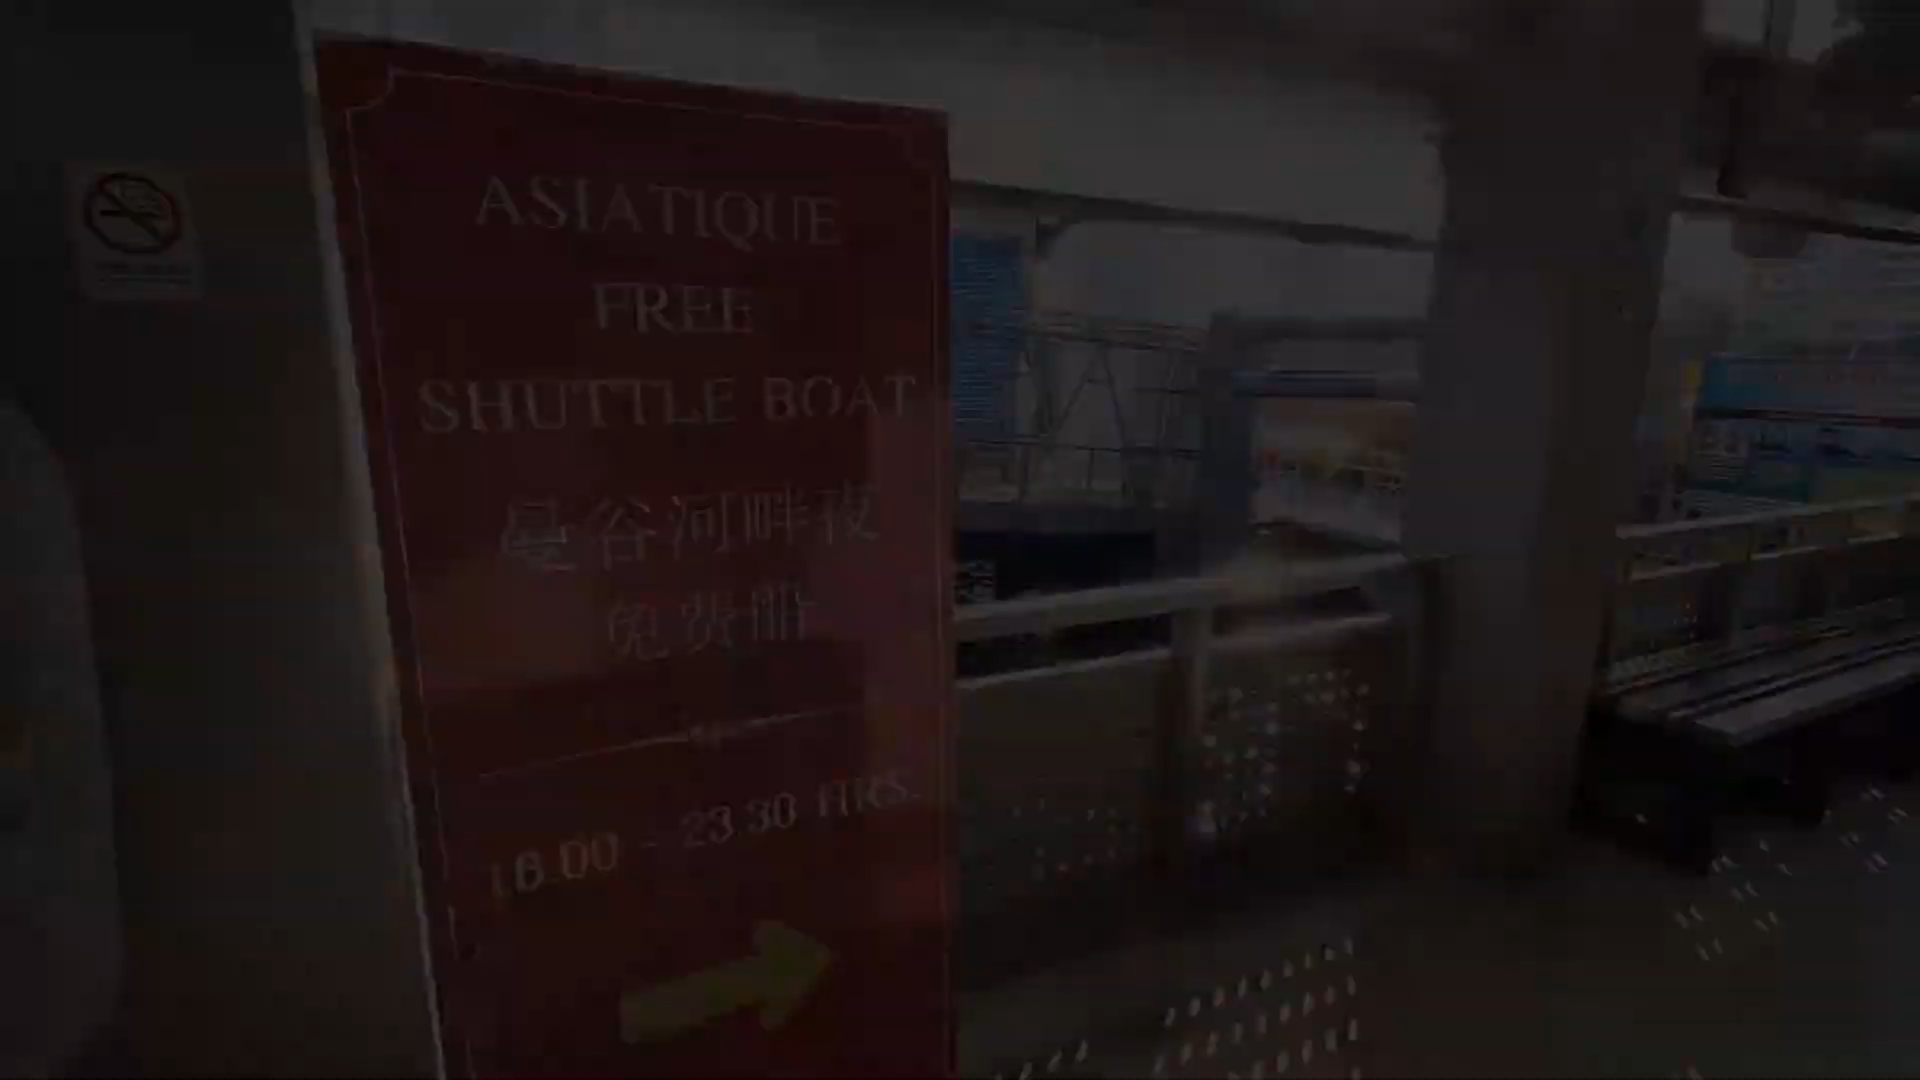 ASIATIQUE
FREE
SHUTTLE BOAT
曼谷河畔夜
免费船
16.00 - 23.30 HRS.